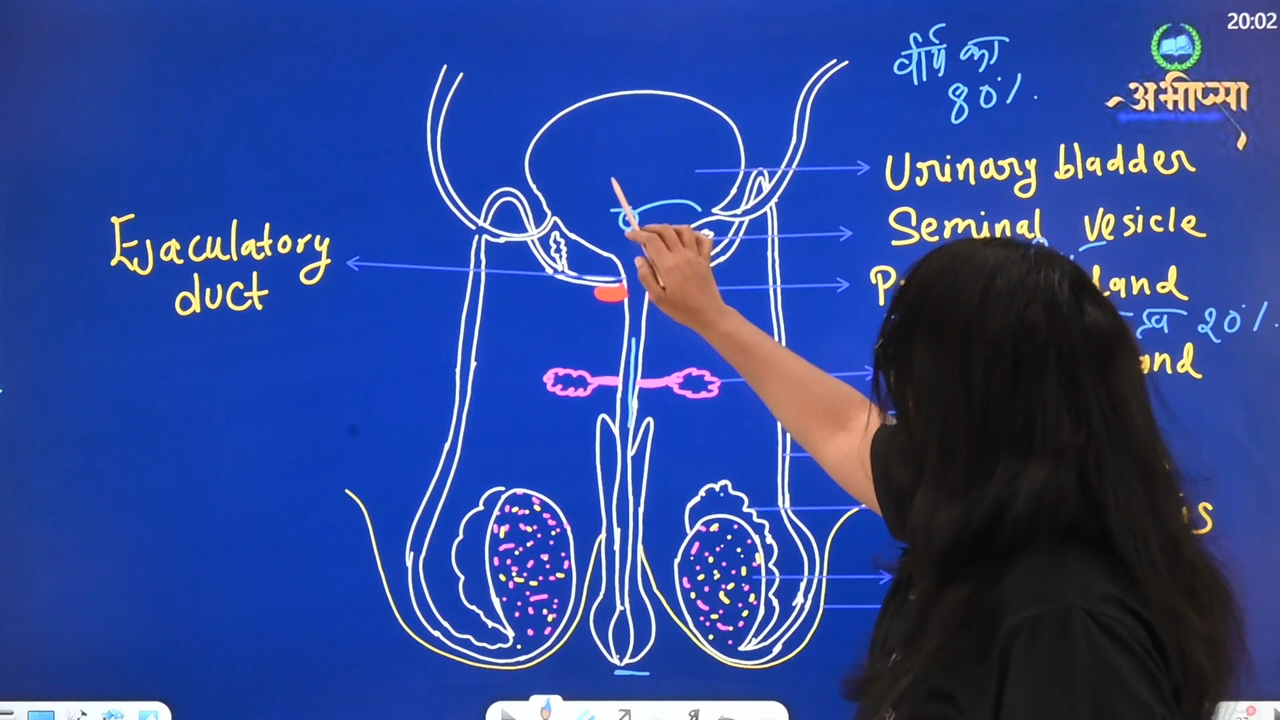 20:02
अभीप्सा
वीर्य का
80%.
Urinary bladder
Seminal vesicle
Ejaculatory
duct
20%.